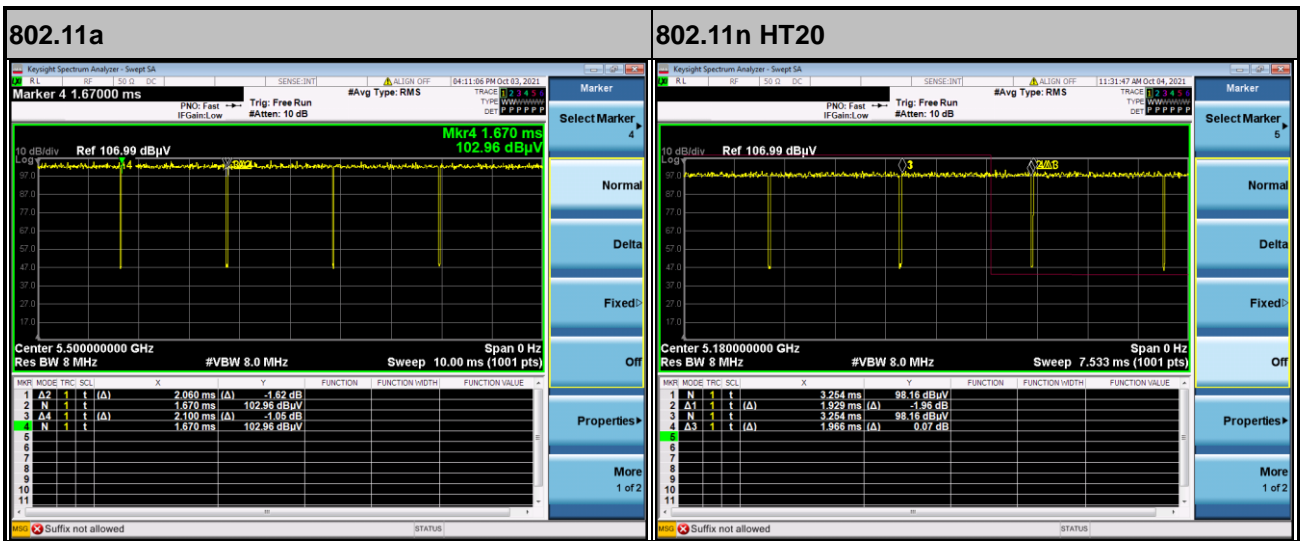 802.11a
Keysight Spectrum Analyzer - Swept SA
RL RF 50 Ω DC SENSE:INT ALIGN OFF 04:11:06 PM Oct 03, 2021
Marker 4 1.67000 ms #Avg Type: RMS TRACE 1 2 3 4 5 6
PNO: Fast Trig: Free Run TYPE WWWWWW
IFGain:Low #Atten: 10 dB DET P P P P P P
Mkr4 1.670 ms
102.96 dBµV
10 dB/div Ref 106.99 dBµV
Log
97.0
87.0
77.0
67.0
57.0
47.0
37.0
27.0
17.0
4
Center 5.500000000 GHz Span 0 Hz
Res BW 8 MHz #VBW 8.0 MHz Sweep 10.00 ms (1001 pts)
MKR MODE TRC SCL X Y FUNCTION FUNCTION WIDTH FUNCTION VALUE
1 Δ2 1 t (Δ) 2.060 ms (Δ) -1.62 dB
2 N 1 t 1.670 ms 102.96 dBµV
3 Δ4 1 t (Δ) 2.100 ms (Δ) -1.05 dB
4 N 1 t 1.670 ms 102.96 dBµV
5
6
7
8
9
10
11
MSG Suffix not allowed STATUS
Marker
Select Marker
4
Normal
Delta
Fixed
Off
Properties
More
1 of 2
802.11n HT20
Keysight Spectrum Analyzer - Swept SA
RL RF 50 Ω DC SENSE:INT ALIGN OFF 11:31:47 AM Oct 04, 2021
#Avg Type: RMS TRACE 1 2 3 4 5 6
PNO: Fast Trig: Free Run TYPE WWWWWW
IFGain:Low #Atten: 10 dB DET P P P P P P
10 dB/div Ref 106.99 dBµV
Log
97.0
87.0
77.0
67.0
57.0
47.0
37.0
27.0
17.0
3
Center 5.180000000 GHz Span 0 Hz
Res BW 8 MHz #VBW 8.0 MHz Sweep 7.533 ms (1001 pts)
MKR MODE TRC SCL X Y FUNCTION FUNCTION WIDTH FUNCTION VALUE
1 N 1 t 3.254 ms 98.16 dBµV
2 Δ1 1 t (Δ) 1.929 ms (Δ) -1.96 dB
3 N 1 t 3.254 ms 98.16 dBµV
4 Δ3 1 t (Δ) 1.966 ms (Δ) 0.07 dB
5
6
7
8
9
10
11
MSG Suffix not allowed STATUS
Marker
Select Marker
5
Normal
Delta
Fixed
Off
Properties
More
1 of 2